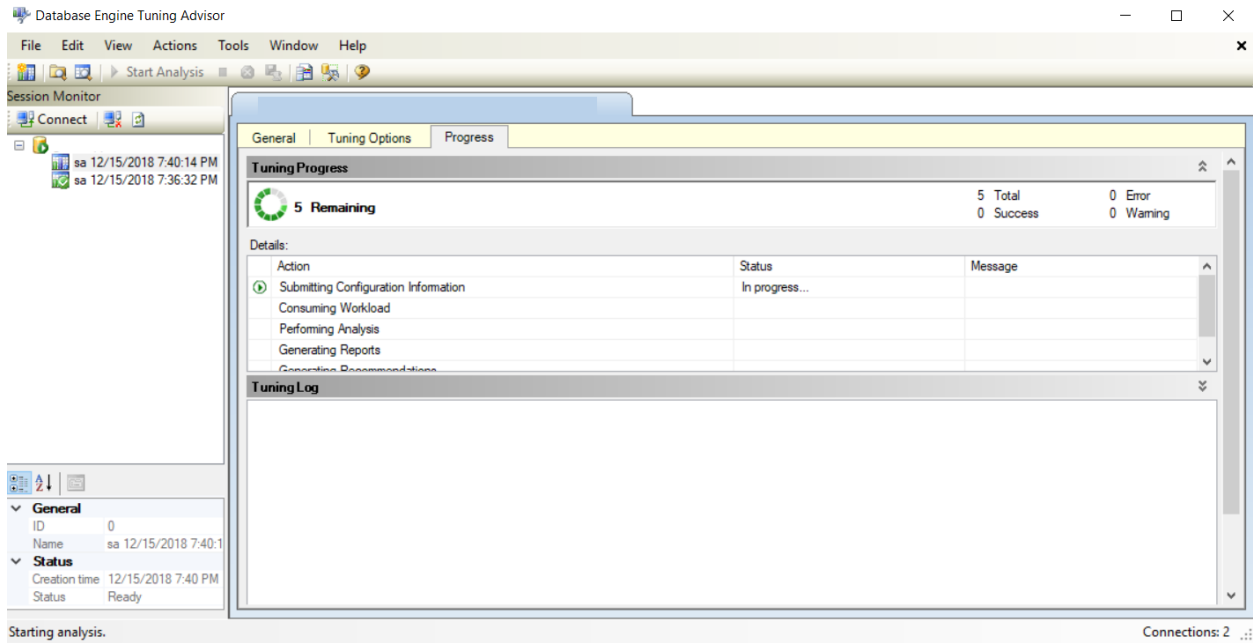 Database Engine Tuning Advisor
File Edit View Actions Tools Window Help
Start Analysis
Session Monitor
Connect
sa 12/15/2018 7:40:14 PM
sa 12/15/2018 7:36:32 PM
General
ID 0
Name sa 12/15/2018 7:40:1
Status
Creation time 12/15/2018 7:40 PM
Status Ready
General Tuning Options Progress
Tuning Progress
5 Remaining
5 Total 0 Error
0 Success 0 Warning
Details:
Action Status Message
Submitting Configuration Information In progress...
Consuming Workload
Performing Analysis
Generating Reports
Generating Recommendations
Tuning Log
Starting analysis. Connections: 2